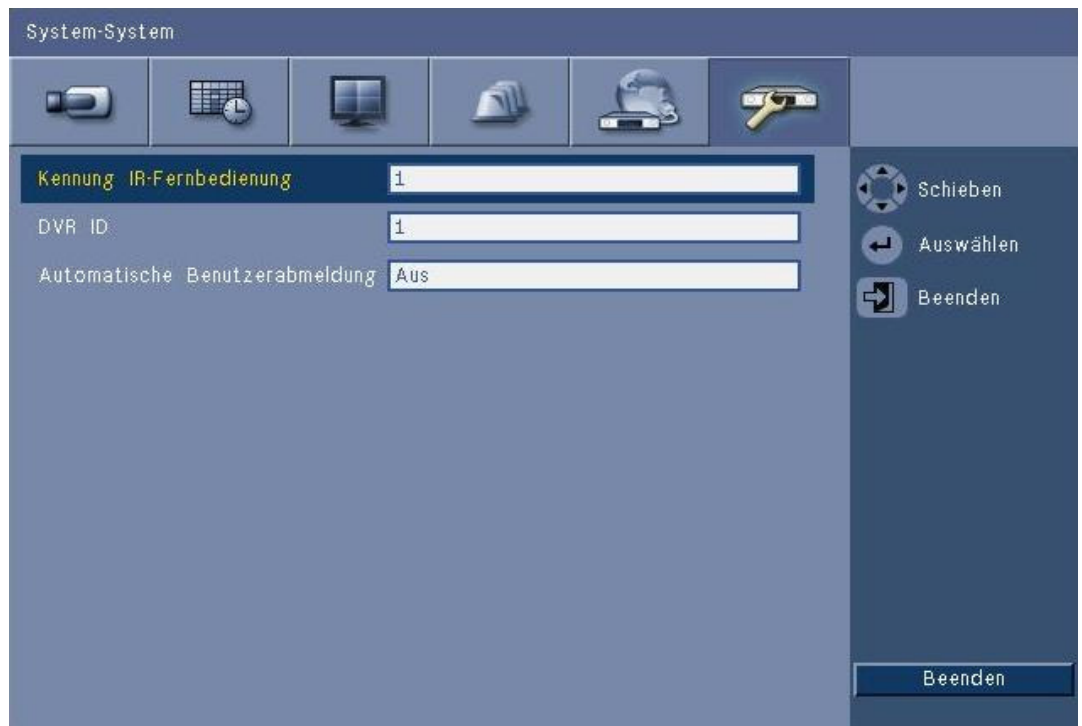 System-System
Kennung IR-Fernbedienung 1
DVR ID 1
Automatische Benutzerabmeldung Aus
Schieben
Auswählen
Beenden
Beenden